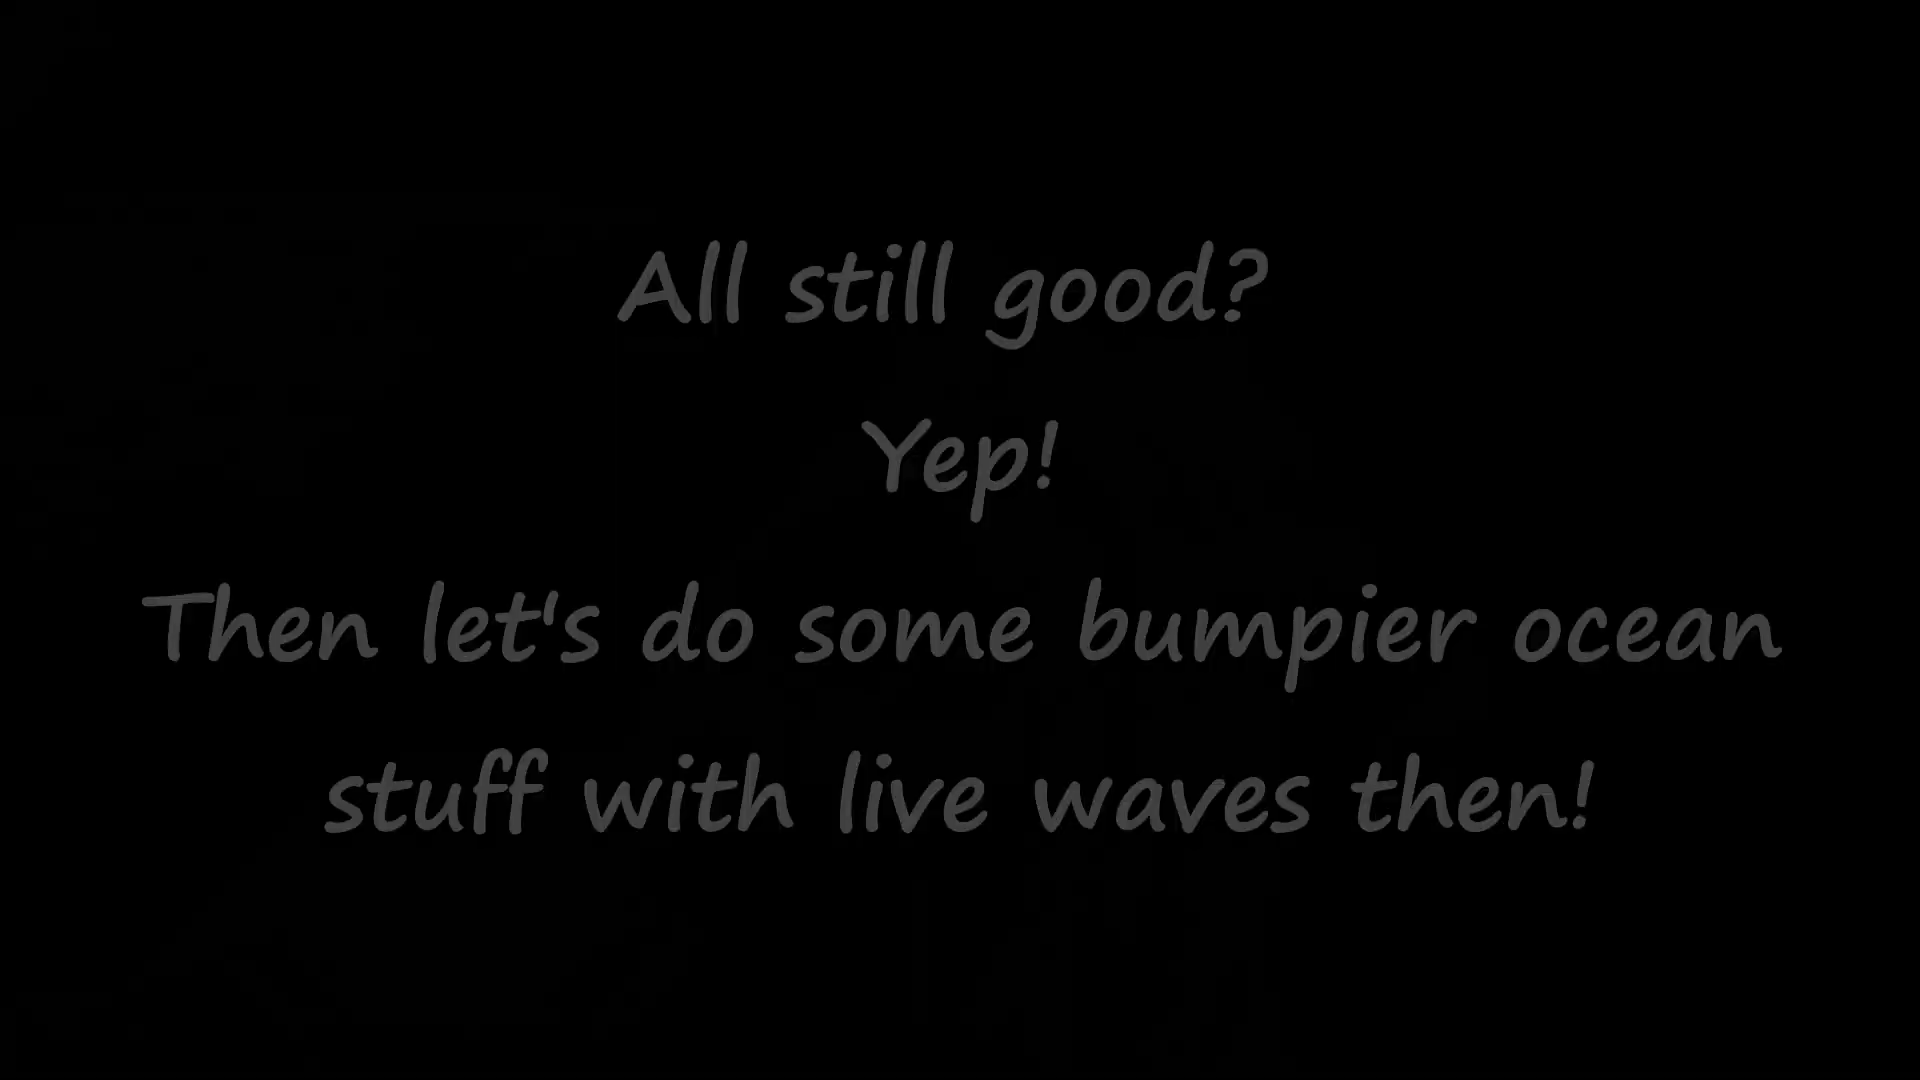 All still good?
Yep!
Then let's do some bumpier ocean
stuff with live waves then!